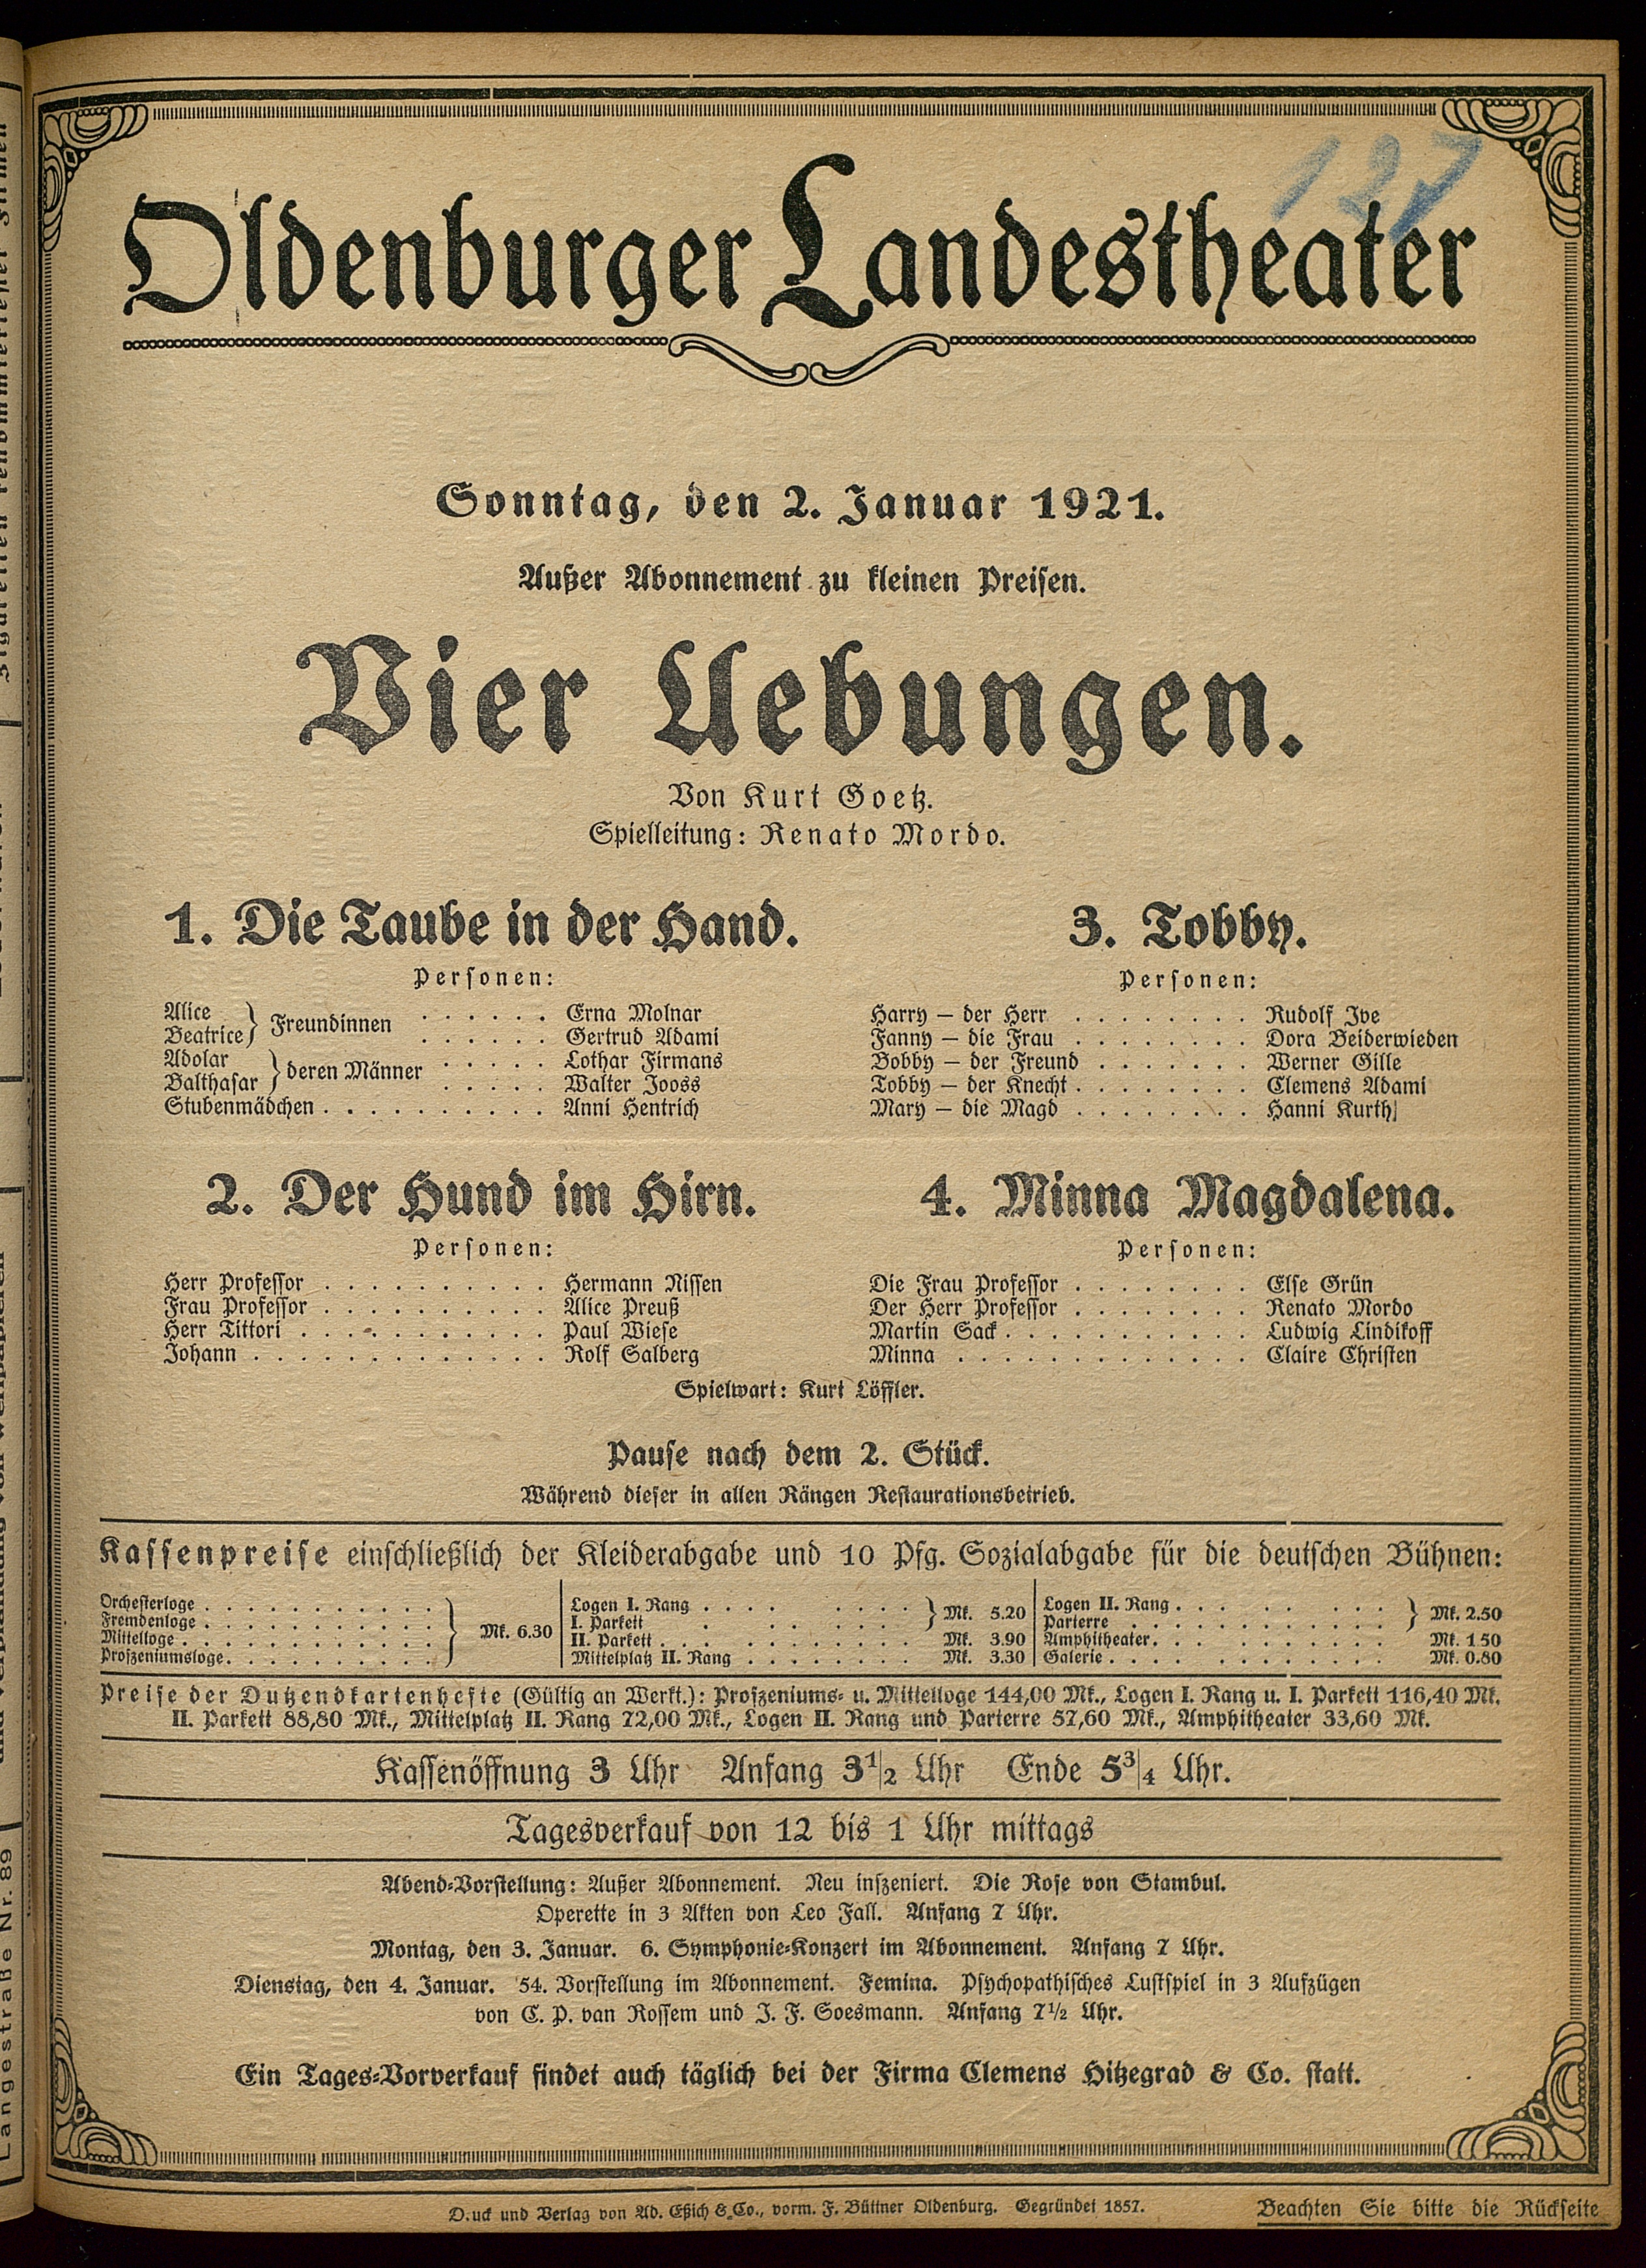 127
Oldenburger Landestheater
Sonntag, den 2. Januar 1921.
Außer Abonnement zu kleinen Preisen.
Vier Uebungen.
Von Kurt Goetz.
Spielleitung: Renato Mordo.
1. Die Taube in der Hand.
Personen:
Alice } Freundinnen . . . . . . Erna Molnar
Beatrice } . . . . . . Gertrud Adami
Adolar } deren Männer . . . . . Lothar Firmans
Balthasar } . . . . . Walter Jooss
Stubenmädchen . . . . . . . . . . Anni Hentrich
2. Der Hund im Hirn.
Personen:
Herr Professor . . . . . . . . . . Hermann Nissen
Frau Professor . . . . . . . . . . Alice Preuß
Herr Tittori . . . . . . . . . . . Paul Wiese
Johann . . . . . . . . . . . . . Rolf Salberg
3. Tobby.
Personen:
Harry — der Herr . . . . . . . . Rudolf Ive
Fanny — die Frau . . . . . . . . Dora Beiderwieden
Bobby — der Freund . . . . . . . Werner Gille
Tobby — der Knecht . . . . . . . . Clemens Adami
Mary — die Magd . . . . . . . . Hanni Kurth
4. Minna Magdalena.
Personen:
Die Frau Professor . . . . . . . . Else Grün
Der Herr Professor . . . . . . . . Renato Mordo
Martin Sack . . . . . . . . . . . Ludwig Lindikoff
Minna . . . . . . . . . . . . . Claire Christen
Spielwart: Kurt Löffler.
Pause nach dem 2. Stück.
Während dieser in allen Rängen Restaurationsbetrieb.
Kassenpreise einschließlich der Kleiderabgabe und 10 Pfg. Sozialabgabe für die deutschen Bühnen:
Orchesterloge . . . . . . . . . .
Fremdenloge . . . . . . . . . .
Mittelloge . . . . . . . . . . .
Proszeniumsloge . . . . . . . . .
} Mk. 6.30
Logen I. Rang . . . . . . . .
I. Parkett . . . . . .
} Mk. 5.20
II. Parkett . . . . . . . . . . Mk. 3.90
Mittelplatz II. Rang . . . . . . . . Mk. 3.30
Logen II. Rang . . . . . . .
Parterre . . . . . . . . . . .
} Mk. 2.50
Amphitheater . . . . . . . . . Mk. 1 50
Galerie . . . . . . . . . . . Mk. 0.80
Preise der Dutzendkartenhefte (Gültig an Werkt.): Proszeniums- u. Mittelloge 144,00 Mk., Logen I. Rang u. I. Parkett 116,40 Mk.
II. Parkett 88,80 Mk., Mittelplatz II. Rang 72,00 Mk., Logen II. Rang und Parterre 57,60 Mk., Amphitheater 33,60 Mk.
Kassenöffnung 3 Uhr Anfang 3 1/2 Uhr Ende 5 3/4 Uhr.
Tagesverkauf von 12 bis 1 Uhr mittags
Abend-Vorstellung: Außer Abonnement. Neu inszeniert. Die Rose von Stambul.
Operette in 3 Akten von Leo Fall. Anfang 7 Uhr.
Montag, den 3. Januar. 6. Symphonie-Konzert im Abonnement. Anfang 7 Uhr.
Dienstag, den 4. Januar. 54. Vorstellung im Abonnement. Femina. Psychopathisches Lustspiel in 3 Aufzügen
von C. P. van Rossem und J. F. Soesmann. Anfang 7 1/2 Uhr.
Ein Tages-Vorverkauf findet auch täglich bei der Firma Clemens Hitzegrad & Co. statt.
D.uck und Verlag von Ad. Eßich & Co., vorm. F. Büttner Oldenburg. Gegründet 1857.
Beachten Sie bitte die Rückseite
Langestraße Nr. 89